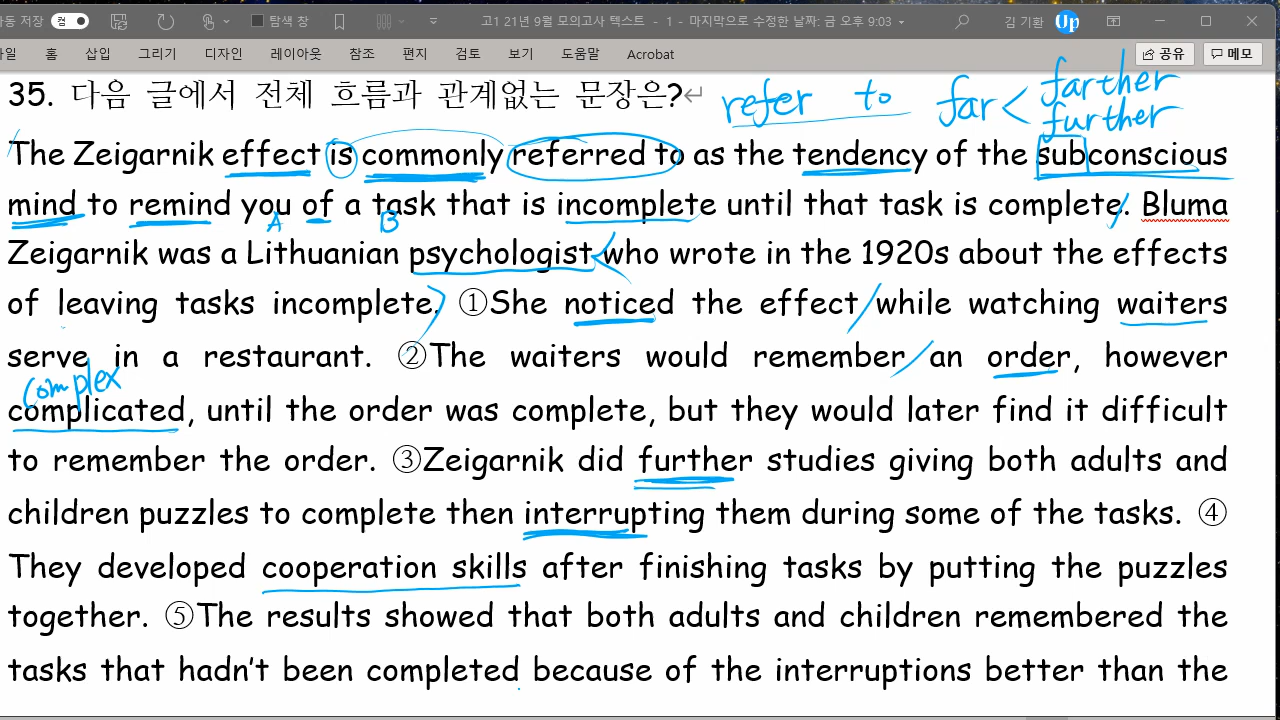 자동 저장 컴 탐색 창 고1 21년 9월 모의고사 텍스트 - 1 - 마지막으로 수정한 날짜: 금 오후 9:03 김 기환 Up
일 홈 삽입 그리기 디자인 레이아웃 참조 편지 검토 보기 도움말 Acrobat 공유 메모
farther
35. 다음 글에서 전체 흐름과 관계없는 문장은?↵ refer to far <
further
The Zeigarnik effect is commonly referred to as the tendency of the subconscious
mind to remind you of a task that is incomplete until that task is complete. Bluma
A B
Zeigarnik was a Lithuanian psychologist who wrote in the 1920s about the effects
of leaving tasks incomplete. ①She noticed the effect while watching waiters
serve in a restaurant. ②The waiters would remember an order, however
complex
complicated, until the order was complete, but they would later find it difficult
to remember the order. ③Zeigarnik did further studies giving both adults and
children puzzles to complete then interrupting them during some of the tasks. ④
They developed cooperation skills after finishing tasks by putting the puzzles
together. ⑤The results showed that both adults and children remembered the
tasks that hadn't been completed because of the interruptions better than the